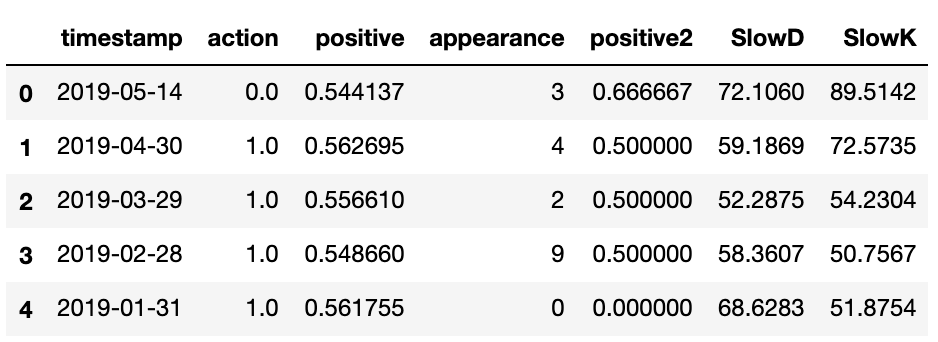 timestamp action positive appearance positive2 SlowD SlowK
0 2019-05-14 0.0 0.544137 3 0.666667 72.1060 89.5142
1 2019-04-30 1.0 0.562695 4 0.500000 59.1869 72.5735
2 2019-03-29 1.0 0.556610 2 0.500000 52.2875 54.2304
3 2019-02-28 1.0 0.548660 9 0.500000 58.3607 50.7567
4 2019-01-31 1.0 0.561755 0 0.000000 68.6283 51.8754